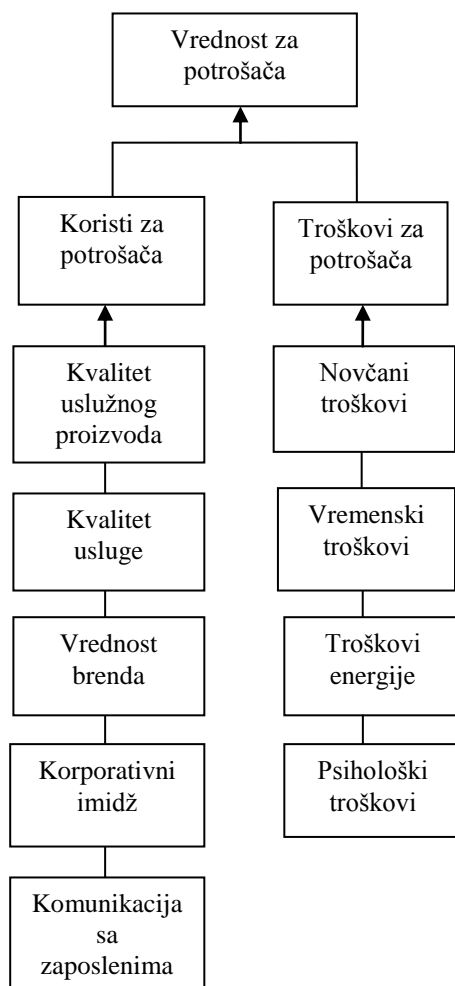 Vrednost za
potrošača
Koristi za
potrošača
Troškovi za
potrošača
Kvalitet
uslužnog
proizvoda
Novčani
troškovi
Kvalitet
usluge
Vremenski
troškovi
Vrednost
brenda
Troškovi
energije
Korporativni
imidž
Psihološki
troškovi
Komunikacija
sa
zaposlenima